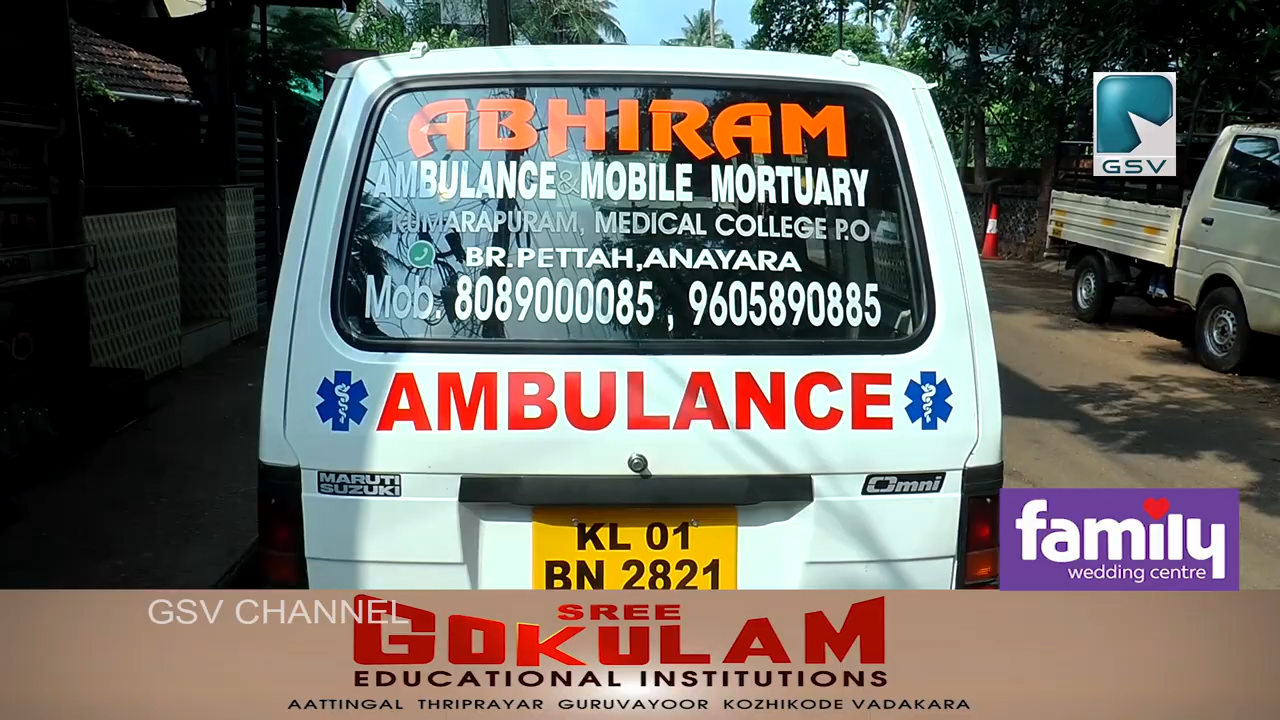 ABHIRAM
AMBULANCE & MOBILE MORTUARY
KUMARAPURAM, MEDICAL COLLEGE P.O
BR.PETTAH,ANAYARA
Mob. 8089000085 , 9605890885
GSV
AMBULANCE
MARUTI
SUZUKI
Omni
KL 01
BN 2821
family
wedding centre
GSV CHANNEL
SREE
GOKULAM
EDUCATIONAL INSTITUTIONS
AATTINGAL THRIPRAYAR GURUVAYOOR KOZHIKODE VADAKARA